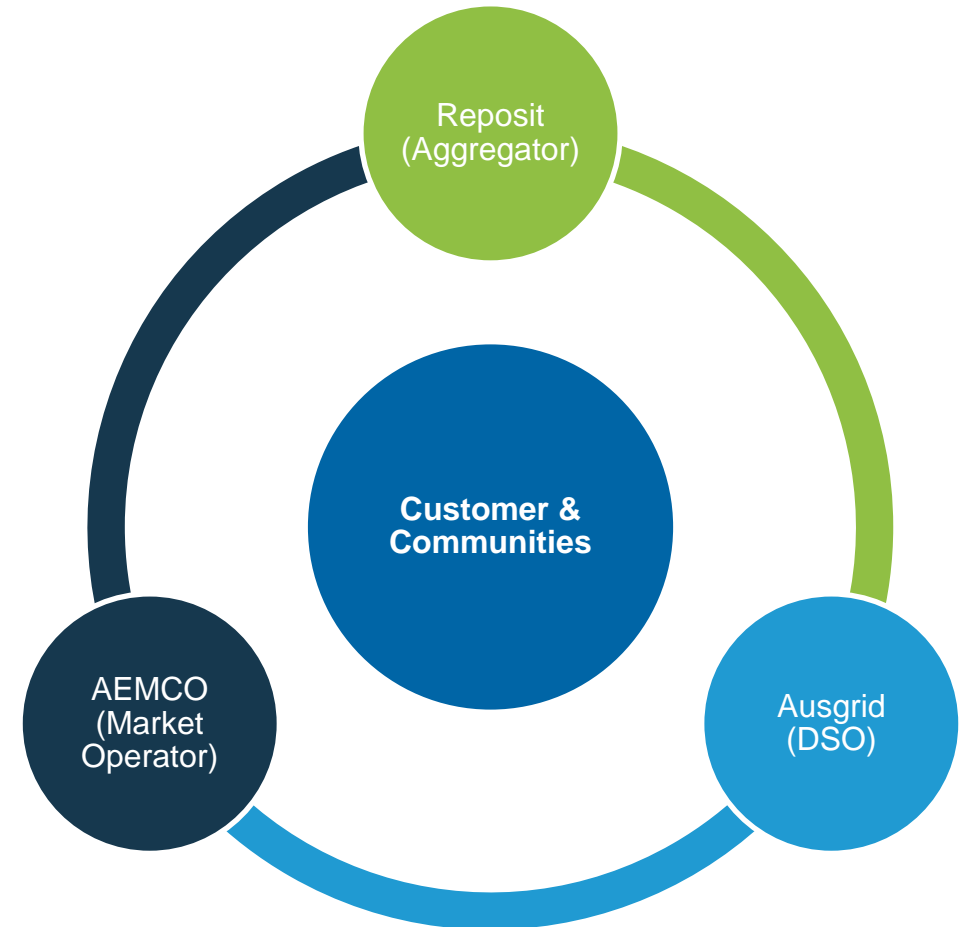 Reposit
(Aggregator)
Customer &
Communities
AEMCO
(Market
Operator)
Ausgrid
(DSO)